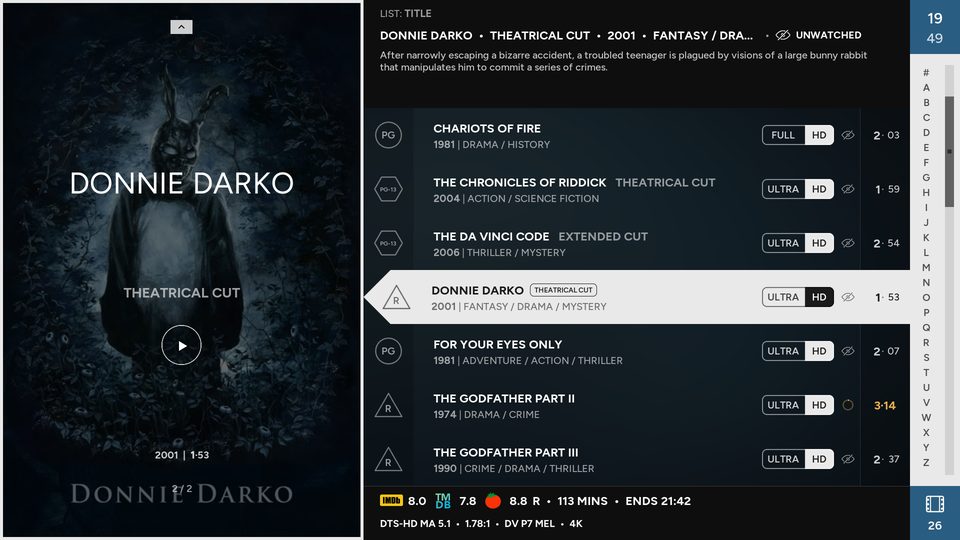 DONNIE DARKO
THEATRICAL CUT
2001 | 1·53
2 / 2
DONNIE DARKO
LIST: TITLE
DONNIE DARKO • THEATRICAL CUT • 2001 • FANTASY / DRA... • UNWATCHED
After narrowly escaping a bizarre accident, a troubled teenager is plagued by visions of a large bunny rabbit
that manipulates him to commit a series of crimes.
PG CHARIOTS OF FIRE FULL HD 2· 03
1981 | DRAMA / HISTORY
PG-13 THE CHRONICLES OF RIDDICK THEATRICAL CUT ULTRA HD 1· 59
2004 | ACTION / SCIENCE FICTION
PG-13 THE DA VINCI CODE EXTENDED CUT ULTRA HD 2· 54
2006 | THRILLER / MYSTERY
R DONNIE DARKO THEATRICAL CUT ULTRA HD 1· 53
2001 | FANTASY / DRAMA / MYSTERY
PG FOR YOUR EYES ONLY ULTRA HD 2· 07
1981 | ADVENTURE / ACTION / THRILLER
R THE GODFATHER PART II ULTRA HD 3·14
1974 | DRAMA / CRIME
R THE GODFATHER PART III ULTRA HD 2· 37
1990 | CRIME / DRAMA / THRILLER
IMDb 8.0 TMDB 7.8 8.8 R • 113 MINS • ENDS 21:42
DTS-HD MA 5.1 • 1.78:1 • DV P7 MEL • 4K
19
49
#
A
B
C
D
E
F
G
H
I
J
K
L
M
N
O
P
Q
R
S
T
U
V
W
X
Y
Z
26